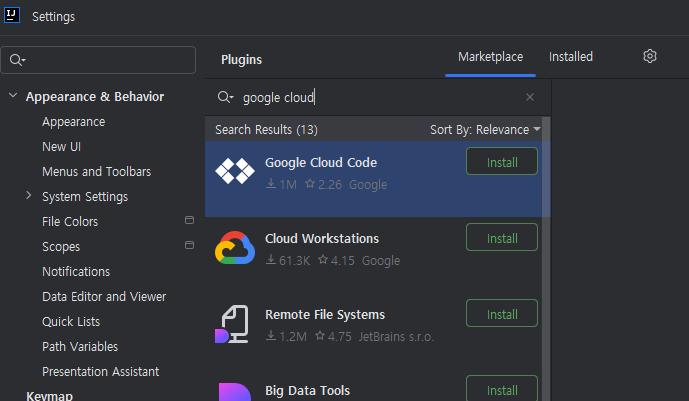 IJ
Settings
Plugins
Marketplace
Installed
google cloud
Search Results (13)
Sort By: Relevance
Appearance & Behavior
Appearance
New UI
Menus and Toolbars
System Settings
File Colors
Scopes
Notifications
Data Editor and Viewer
Quick Lists
Path Variables
Presentation Assistant
Keymap
Google Cloud Code
1M 2.26 Google
Install
Cloud Workstations
61.3K 4.15 Google
Install
Remote File Systems
1.2M 4.75 JetBrains s.r.o.
Install
Big Data Tools
Install